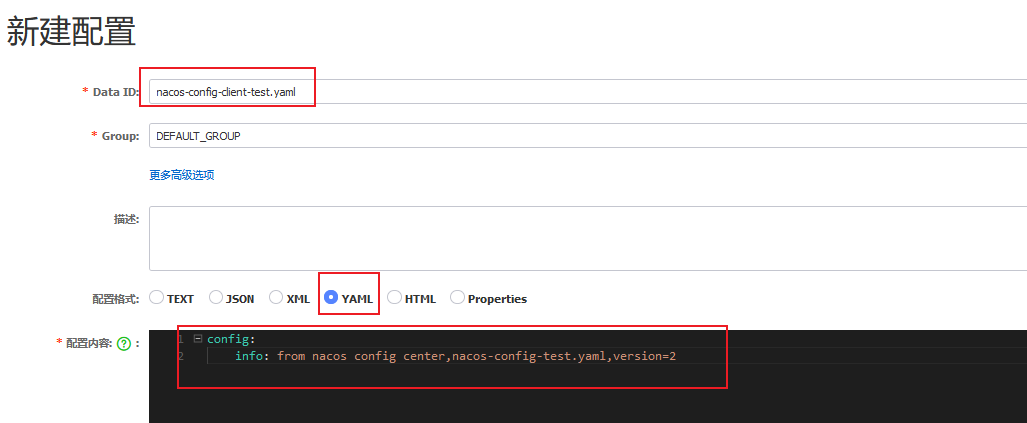 新建配置
* Data ID: nacos-config-client-test.yaml
* Group: DEFAULT_GROUP
更多高级选项
描述:
配置格式: TEXT JSON XML YAML HTML Properties
* 配置内容: ? : 1 config:
2 info: from nacos config center,nacos-config-test.yaml,version=2